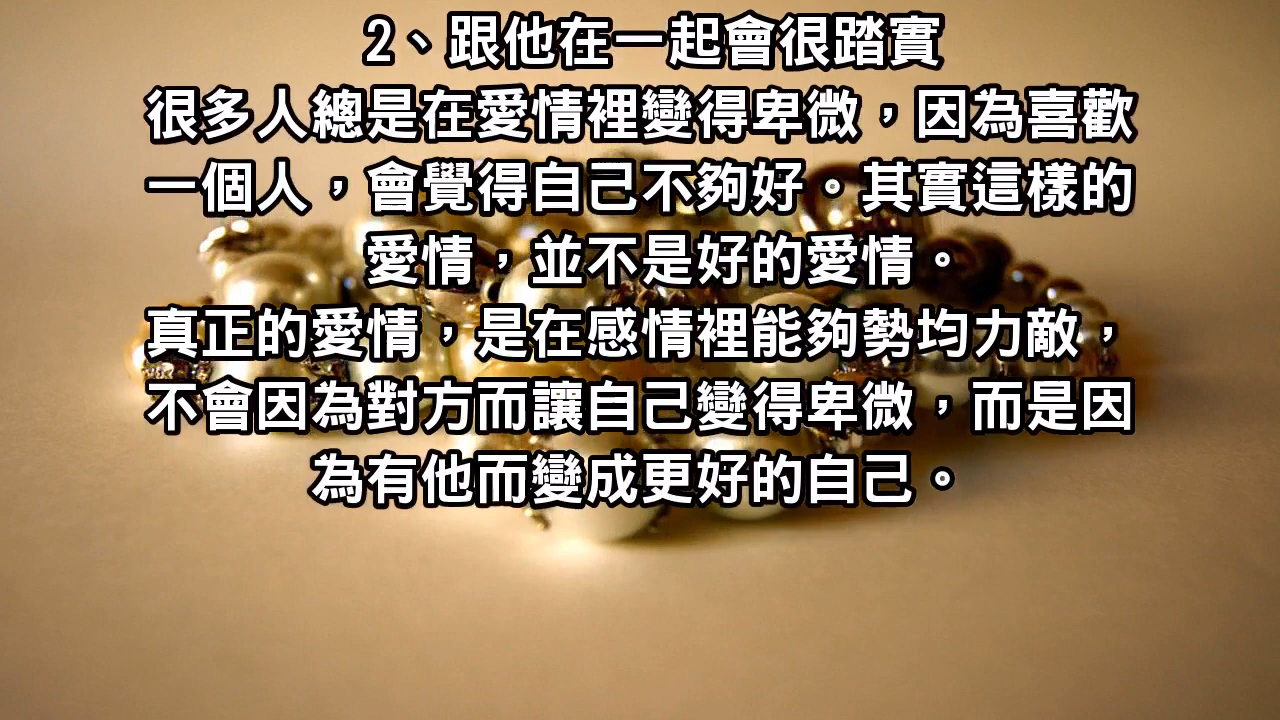 2、跟他在一起會很踏實
很多人總是在愛情裡變得卑微，因為喜歡
一個人，會覺得自己不夠好。其實這樣的
愛情，並不是好的愛情。
真正的愛情，是在感情裡能夠勢均力敵，
不會因為對方而讓自己變得卑微，而是因
為有他而變成更好的自己。